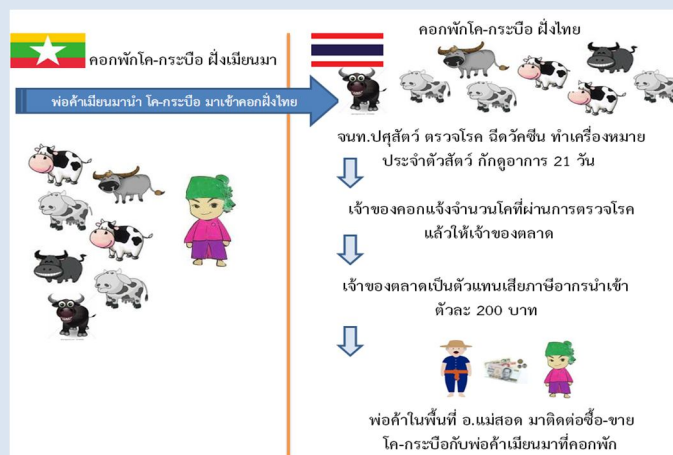 คอกพักโค-กระบือ ฝั่งเมียนมา
พ่อค้าเมียนมานำ โค-กระบือ มาเข้าคอกฝั่งไทย
คอกพักโค-กระบือ ฝั่งไทย
จนท.ปศุสัตว์ ตรวจโรค ฉีดวัคซีน ทำเครื่องหมาย
ประจำตัวสัตว์ กักดูอาการ 21 วัน
เจ้าของคอกแจ้งจำนวนโคที่ผ่านการตรวจโรค
แล้วให้เจ้าของตลาด
เจ้าของตลาดเป็นตัวแทนเสียภาษีอากรนำเข้า
ตัวละ 200 บาท
พ่อค้าในพื้นที่ อ.แม่สอด มาติดต่อซื้อ-ขาย
โค-กระบือกับพ่อค้าเมียนมาที่คอกพัก